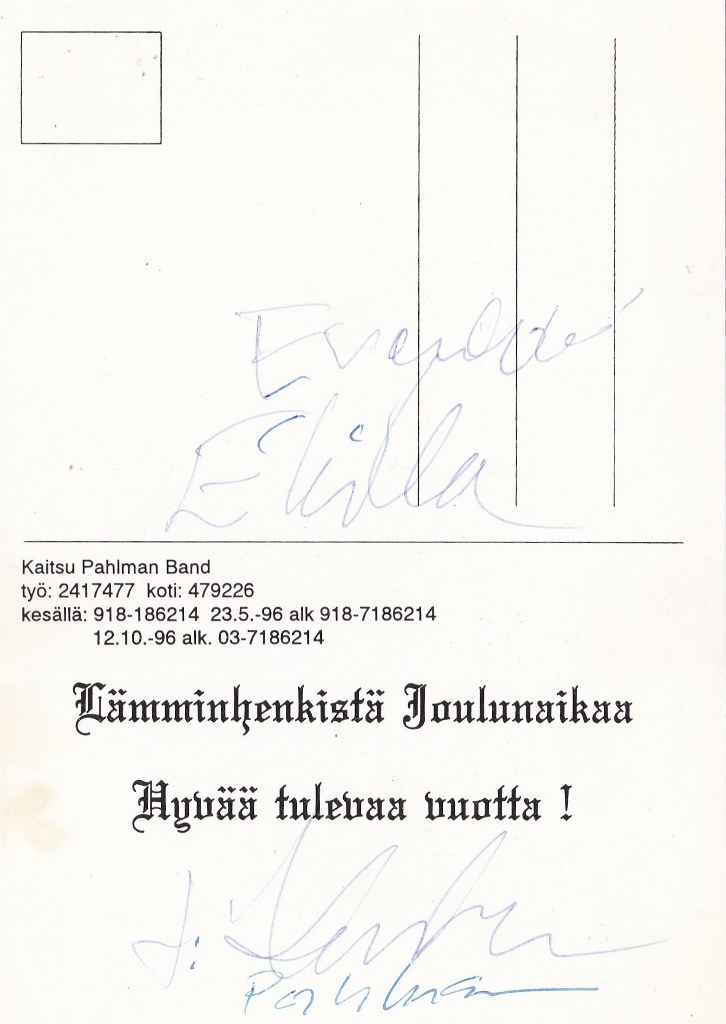 Kaitsu Pahlman Band
työ: 2417477 koti: 479226
kesällä: 918-186214 23.5.-96 alk 918-7186214
12.10.-96 alk. 03-7186214
Lämminhenkistä Joulunaikaa
Hyvää tulevaa vuotta !
Pahlman